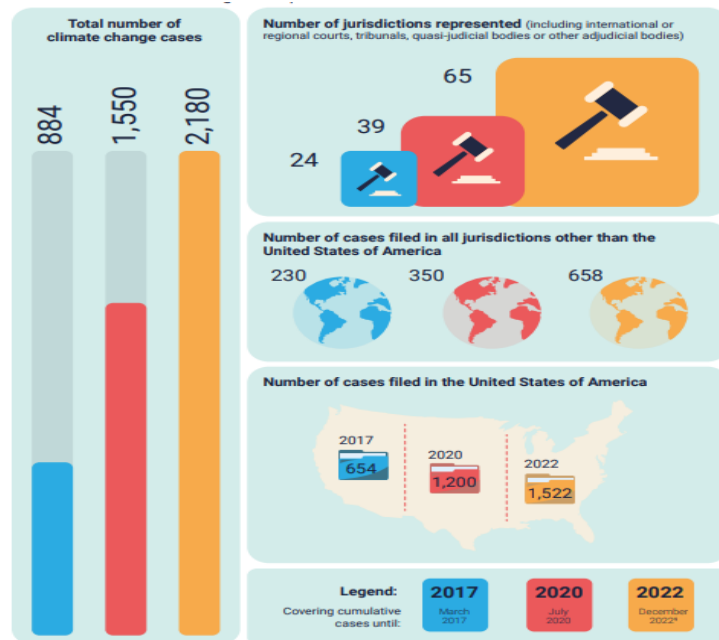 Total number of
climate change cases
884
1,550
2,180
Number of jurisdictions represented (including international or
regional courts, tribunals, quasi-judicial bodies or other adjudicial bodies)
24
39
65
Number of cases filed in all jurisdictions other than the
United States of America
230
350
658
Number of cases filed in the United States of America
2017
654
2020
1,200
2022
1,522
Legend:
Covering cumulative
cases until:
2017
March
2017
2020
July
2020
2022
December
2022*